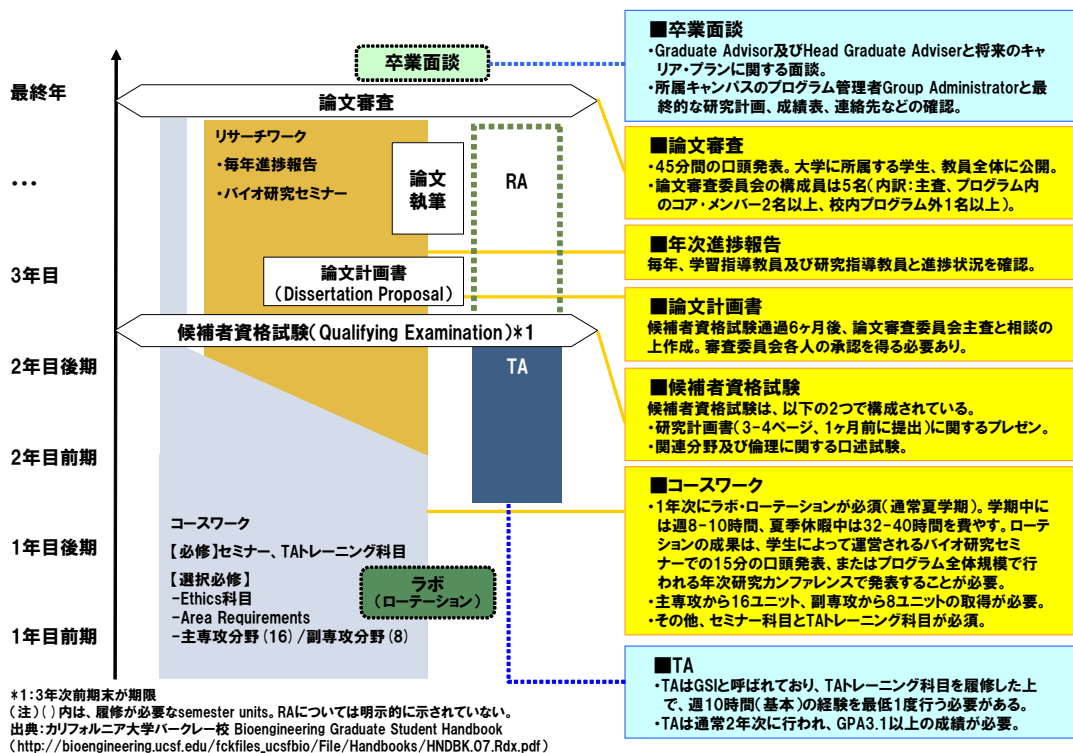 卒業面談
最終年
論文審査
リサーチワーク
・毎年進捗報告
・バイオ研究セミナー
…
論文
執筆
RA
3年目
論文計画書
(Dissertation Proposal)
候補者資格試験(Qualifying Examination)*1
2年目後期
TA
2年目前期
コースワーク
【必修】セミナー、TAトレーニング科目
【選択必修】
-Ethics科目
-Area Requirements
-主専攻分野(16)/副専攻分野(8)
1年目後期
ラボ
(ローテーション)
1年目前期
■卒業面談
・Graduate Advisor及びHead Graduate Adviserと将来のキャ
リア・プランに関する面談。
・所属キャンパスのプログラム管理者Group Administratorと最
終的な研究計画、成績表、連絡先などの確認。
■論文審査
・45分間の口頭発表。大学に所属する学生、教員全体に公開。
・論文審査委員会の構成員は5名(内訳:主査、プログラム内
のコア・メンバー2名以上、校内プログラム外1名以上)。
■年次進捗報告
毎年、学習指導教員及び研究指導教員と進捗状況を確認。
■論文計画書
候補者資格試験通過6ヶ月後、論文審査委員会主査と相談の
上作成。審査委員会各人の承認を得る必要あり。
■候補者資格試験
候補者資格試験は、以下の2つで構成されている。
・研究計画書(3-4ページ、1ヶ月前に提出)に関するプレゼン。
・関連分野及び倫理に関する口述試験。
■コースワーク
・1年次にラボ・ローテーションが必須(通常夏学期)。学期中
には週8-10時間、夏季休暇中は32-40時間を費やす。ローテ
ションの成果は、学生によって運営されるバイオ研究セミ
ナーでの15分の口頭発表、またはプログラム全体規模で行
われる年次研究カンファレンスで発表することが必要。
・主専攻から16ユニット、副専攻から8ユニットの取得が必要。
・その他、セミナー科目とTAトレーニング科目が必須。
■TA
・TAはGSIと呼ばれており、TAトレーニング科目を履修した上
で、週10時間(基本)の経験を最低1度行う必要がある。
・TAは通常2年次に行われ、GPA3.1以上の成績が必要。
*1:3年次前期末が期限
(注)( )内は、履修が必要なsemester units。RAについては明示的に示されていない。
出典:カリフォルニア大学バークレー校 Bioengineering Graduate Student Handbook
(http://bioengineering.ucsf.edu/fckfiles_ucsfbio/File/Handbooks/HNDBK.07.Rdx.pdf)